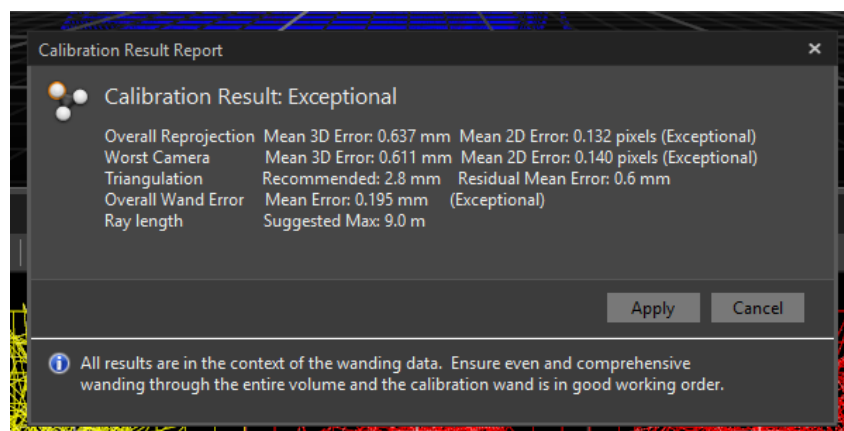 Calibration Result Report
Calibration Result: Exceptional
Overall Reprojection Mean 3D Error: 0.637 mm Mean 2D Error: 0.132 pixels (Exceptional)
Worst Camera Mean 3D Error: 0.611 mm Mean 2D Error: 0.140 pixels (Exceptional)
Triangulation Recommended: 2.8 mm Residual Mean Error: 0.6 mm
Overall Wand Error Mean Error: 0.195 mm (Exceptional)
Ray length Suggested Max: 9.0 m
Apply Cancel
All results are in the context of the wanding data. Ensure even and comprehensive
wanding through the entire volume and the calibration wand is in good working order.